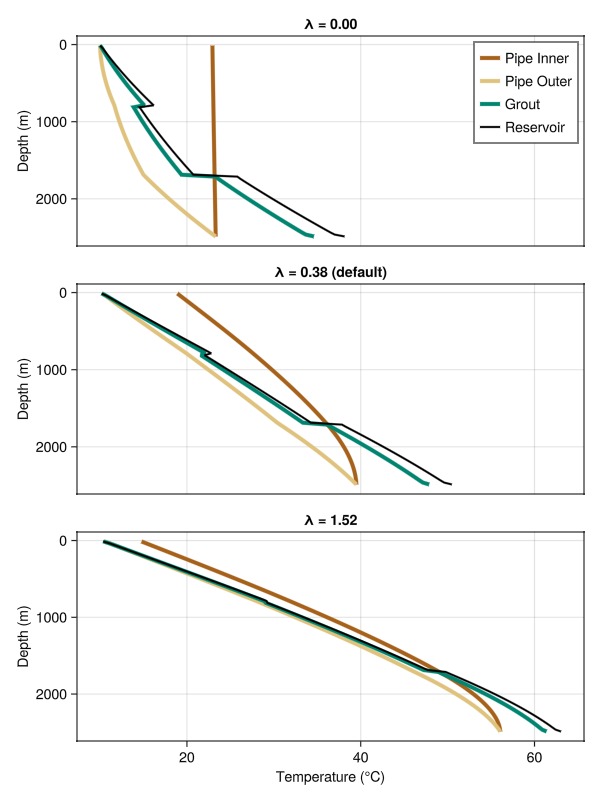 λ = 0.00
0
1000
2000
Depth (m)
Pipe Inner
Pipe Outer
Grout
Reservoir
λ = 0.38 (default)
0
1000
2000
Depth (m)
λ = 1.52
0
1000
2000
Depth (m)
20
40
60
Temperature (°C)